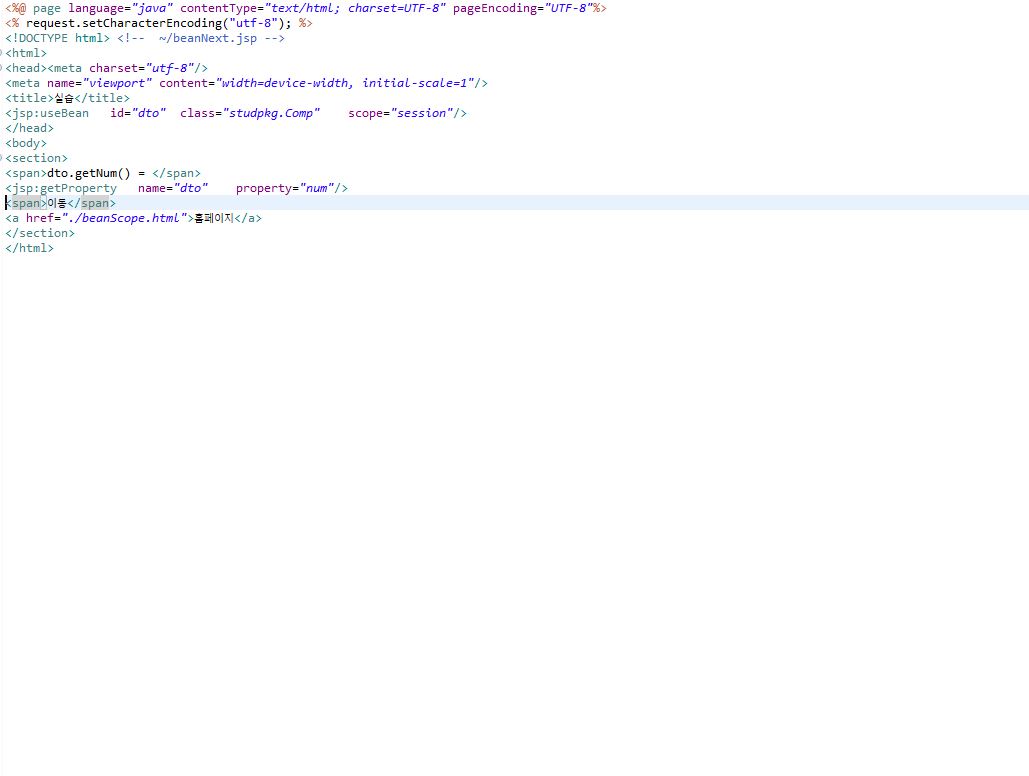 <%@ page language="java" contentType="text/html; charset=UTF-8" pageEncoding="UTF-8"%>
<% request.setCharacterEncoding("utf-8"); %>
<!DOCTYPE html> <!--  ~/beanNext.jsp -->
<html>
<head><meta charset="utf-8"/>
<meta name="viewport" content="width=device-width, initial-scale=1"/>
<title>실습</title>
<jsp:useBean   id="dto"  class="studpkg.Comp"    scope="session"/>
</head>
<body>
<section>
<span>dto.getNum() = </span>
<jsp:getProperty   name="dto"    property="num"/>
<span>이동</span>
<a href="./beanScope.html">홈페이지</a>
</section>
</html>